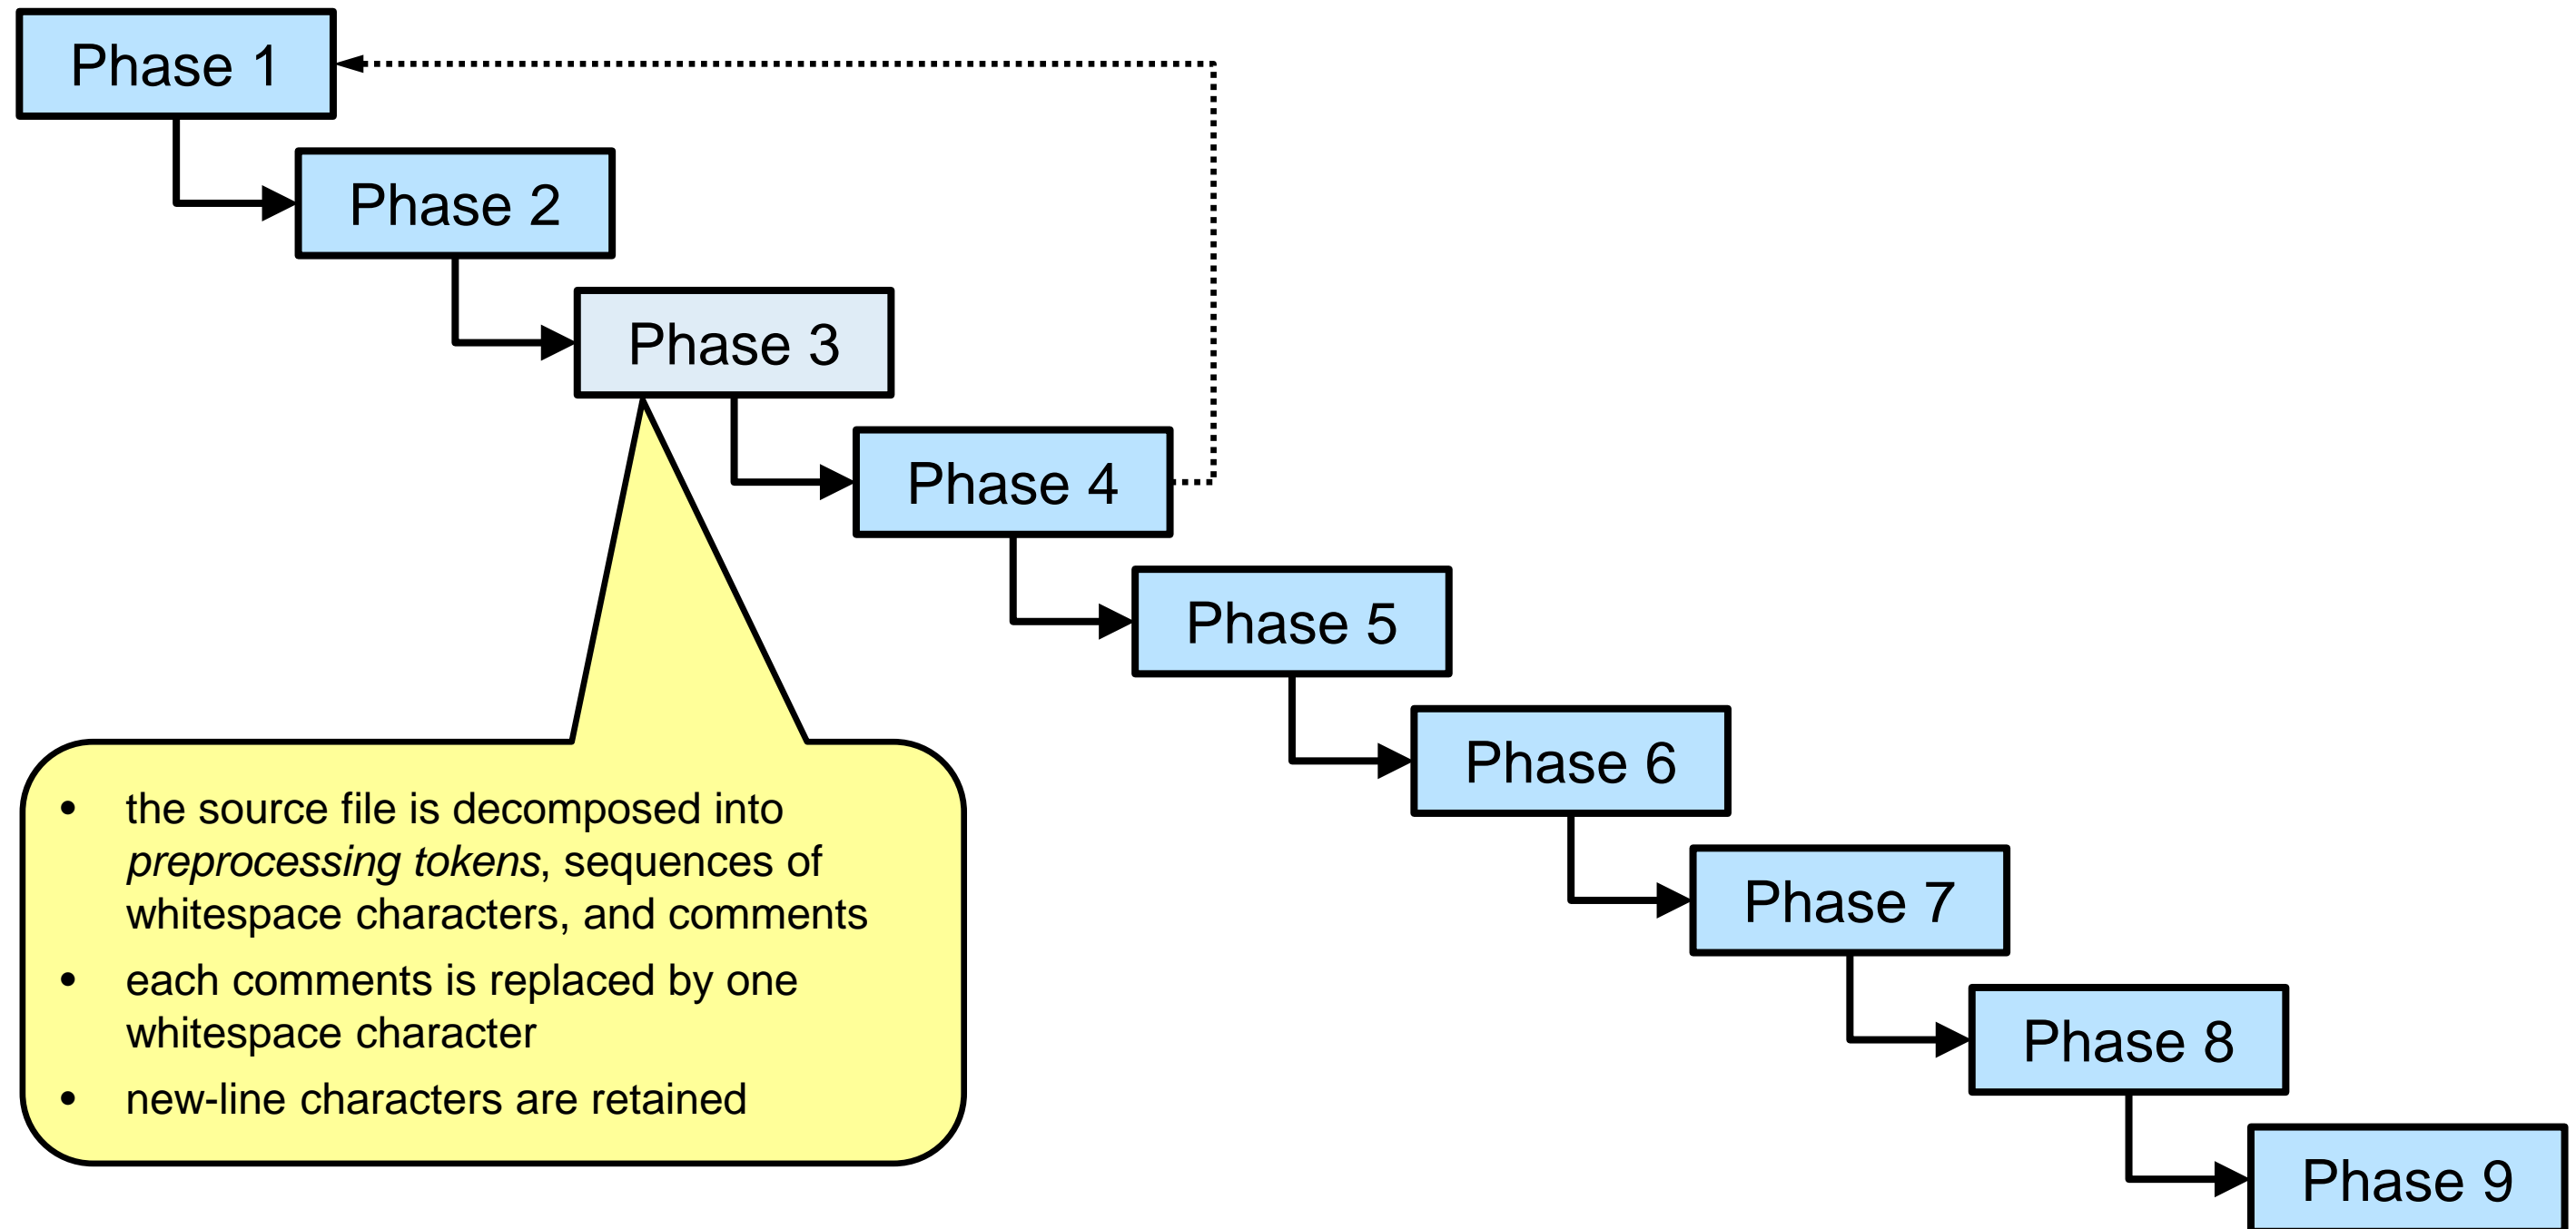 Phase 1
Phase 2
Phase 3
Phase 4
Phase 5
Phase 6
Phase 7
Phase 8
Phase 9
• the source file is decomposed into
preprocessing tokens, sequences of
whitespace characters, and comments
• each comments is replaced by one
whitespace character
• new-line characters are retained